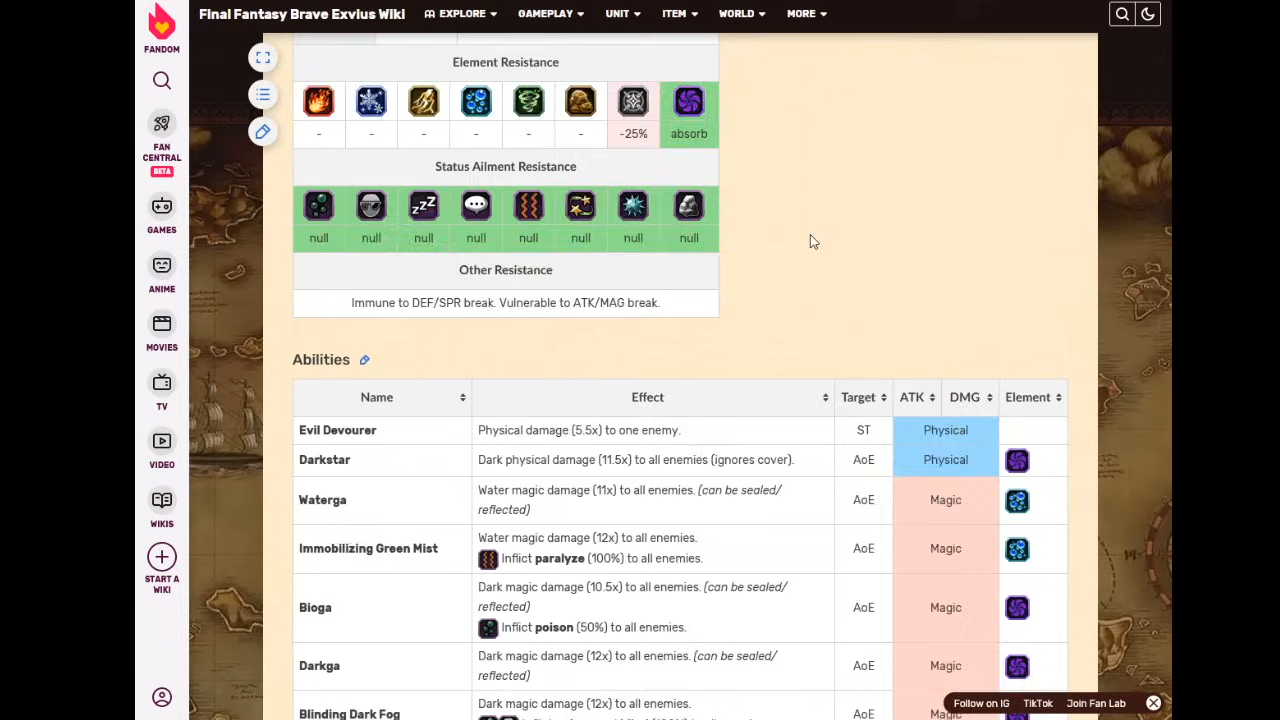 Final Fantasy Brave Exvius Wiki
EXPLORE
GAMEPLAY
UNIT
ITEM
WORLD
MORE
FANDOM
FAN
CENTRAL
BETA
GAMES
ANIME
MOVIES
TV
VIDEO
WIKIS
START A
WIKI
Element Resistance
- - - - - - -25% absorb
Status Ailment Resistance
null null null null null null null null
Other Resistance
Immune to DEF/SPR break. Vulnerable to ATK/MAG break.
Abilities
Name Effect Target ATK DMG Element
Evil Devourer Physical damage (5.5x) to one enemy. ST Physical
Darkstar Dark physical damage (11.5x) to all enemies (ignores cover). AoE Physical
Waterga Water magic damage (11x) to all enemies. (can be sealed/
reflected) AoE Magic
Immobilizing Green Mist Water magic damage (12x) to all enemies.
Inflict paralyze (100%) to all enemies. AoE Magic
Bioga Dark magic damage (10.5x) to all enemies. (can be sealed/
reflected)
Inflict poison (50%) to all enemies. AoE Magic
Darkga Dark magic damage (12x) to all enemies. (can be sealed/
reflected) AoE Magic
Blinding Dark Fog Dark magic damage (12x) to all enemies. AoE Magic
Follow on IG TikTok Join Fan Lab